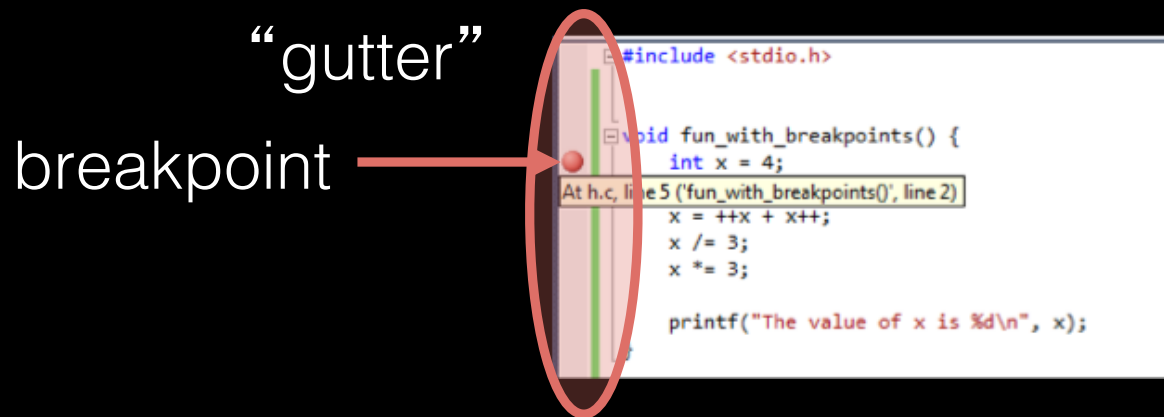 “gutter”
breakpoint
#include <stdio.h>
void fun_with_breakpoints() {
int x = 4;
At h.c, line 5 ('fun_with_breakpoints()', line 2)
x = ++x + x++;
x /= 3;
x *= 3;
printf("The value of x is %d\n", x);
}